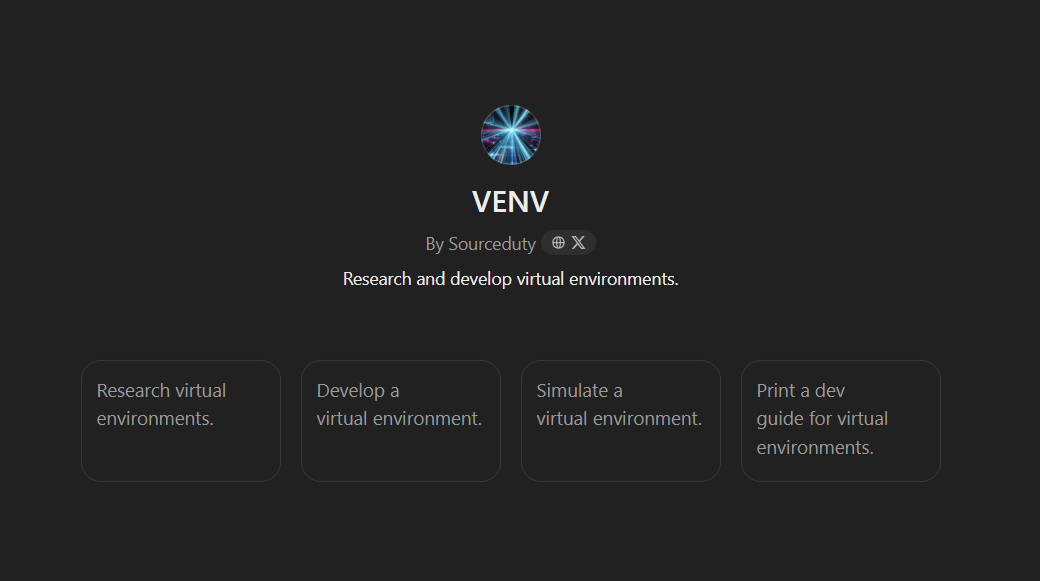 VENV
By Sourceduty
Research and develop virtual environments.
Research virtual
environments.
Develop a
virtual environment.
Simulate a
virtual environment.
Print a dev
guide for virtual
environments.